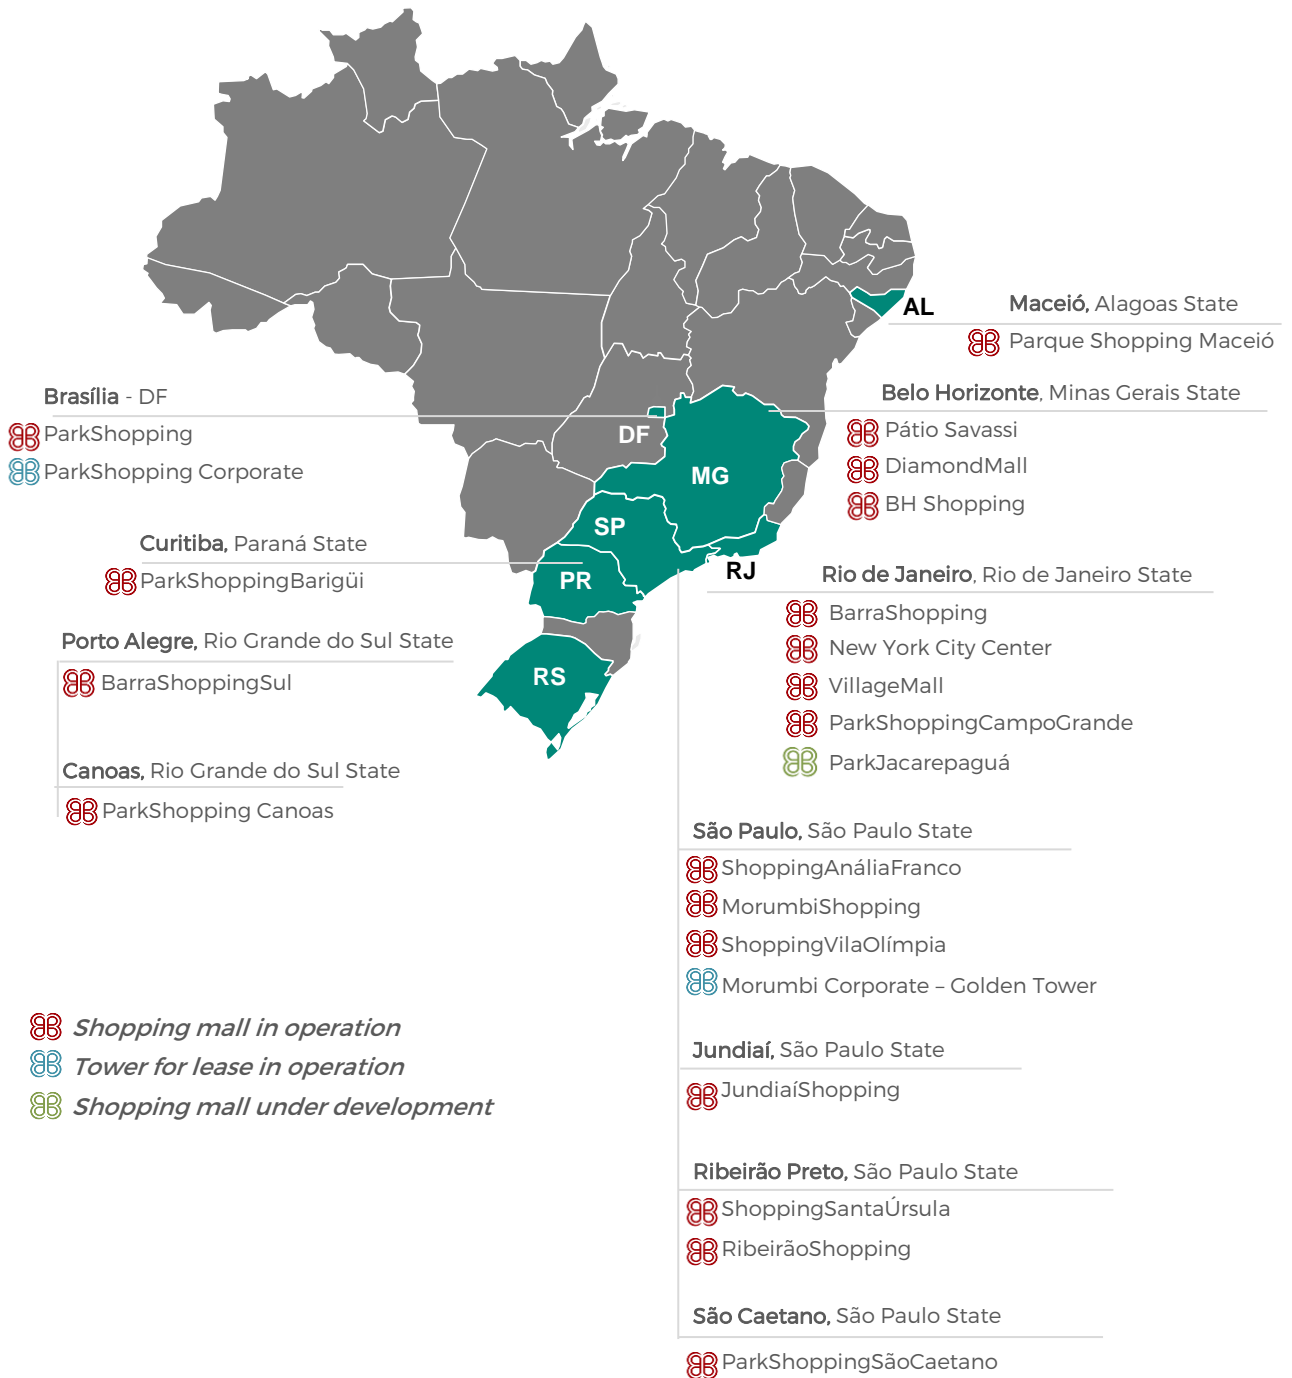 AL
Maceió, Alagoas State
Parque Shopping Maceió
Brasília - DF
ParkShopping
ParkShopping Corporate
Belo Horizonte, Minas Gerais State
Pátio Savassi
DiamondMall
BH Shopping
DF
MG
SP
PR
RJ
RS
Curitiba, Paraná State
ParkShoppingBarigüi
Porto Alegre, Rio Grande do Sul State
BarraShoppingSul
Canoas, Rio Grande do Sul State
ParkShopping Canoas
Rio de Janeiro, Rio de Janeiro State
BarraShopping
New York City Center
VillageMall
ParkShoppingCampoGrande
ParkJacarepaguá
São Paulo, São Paulo State
ShoppingAnáliaFranco
MorumbiShopping
ShoppingVilaOlímpia
Morumbi Corporate – Golden Tower
Shopping mall in operation
Tower for lease in operation
Shopping mall under development
Jundiaí, São Paulo State
JundiaíShopping
Ribeirão Preto, São Paulo State
ShoppingSantaÚrsula
RibeirãoShopping
São Caetano, São Paulo State
ParkShoppingSãoCaetano